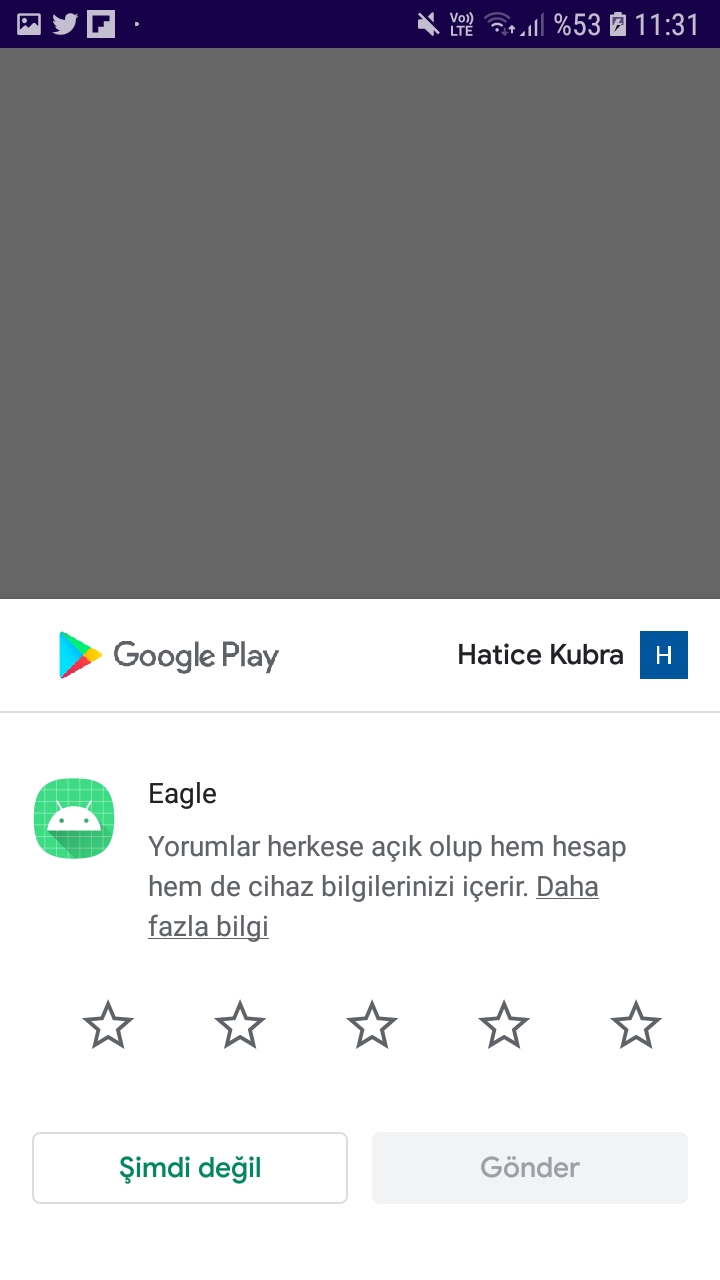 Vo)) LTE %53 11:31
Google Play
Hatice Kubra H
Eagle
Yorumlar herkese açık olup hem hesap
hem de cihaz bilgilerinizi içerir. Daha
fazla bilgi
Şimdi değil
Gönder